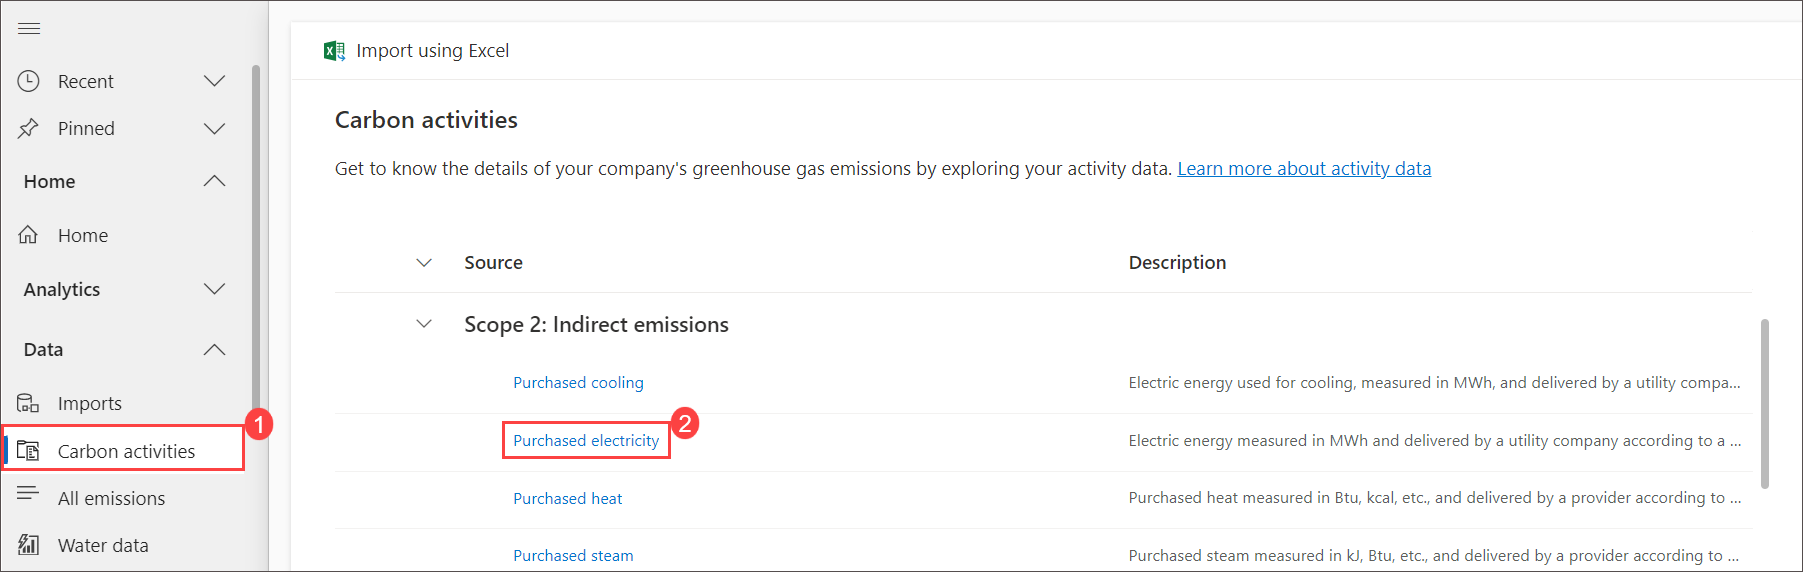 Recent
Pinned
Home
Home
Analytics
Data
Imports
1
Carbon activities
All emissions
Water data
Import using Excel
Carbon activities
Get to know the details of your company's greenhouse gas emissions by exploring your activity data. Learn more about activity data
Source Description
Scope 2: Indirect emissions
Purchased cooling Electric energy used for cooling, measured in MWh, and delivered by a utility compa...
2
Purchased electricity Electric energy measured in MWh and delivered by a utility company according to a ...
Purchased heat Purchased heat measured in Btu, kcal, etc., and delivered by a provider according to ...
Purchased steam Purchased steam measured in kJ, Btu, etc., and delivered by a provider according to ...